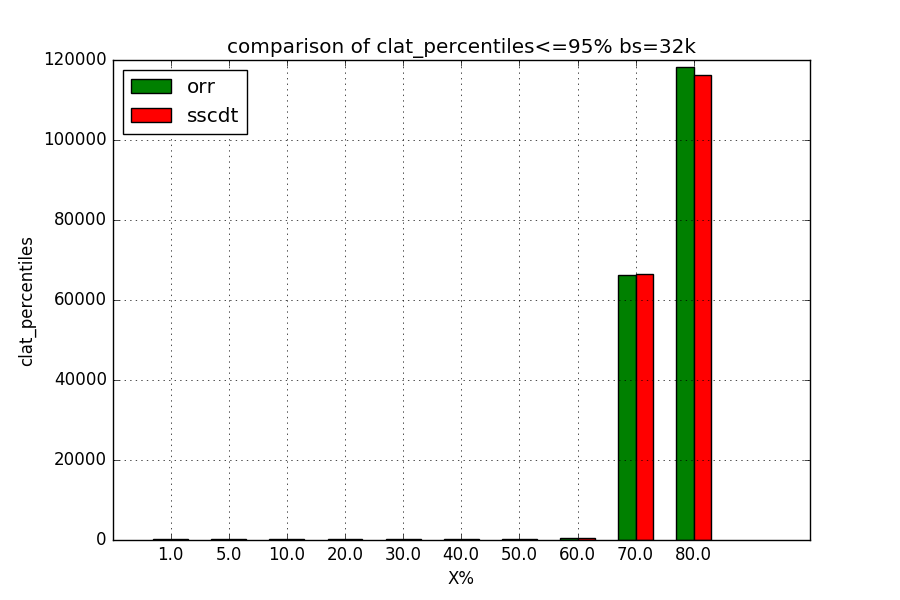 comparison of clat_percentiles<=95% bs=32k
120000
100000
80000
60000
40000
20000
0
clat_percentiles
orr
sscdt
1.0 5.0 10.0 20.0 30.0 40.0 50.0 60.0 70.0 80.0
X%